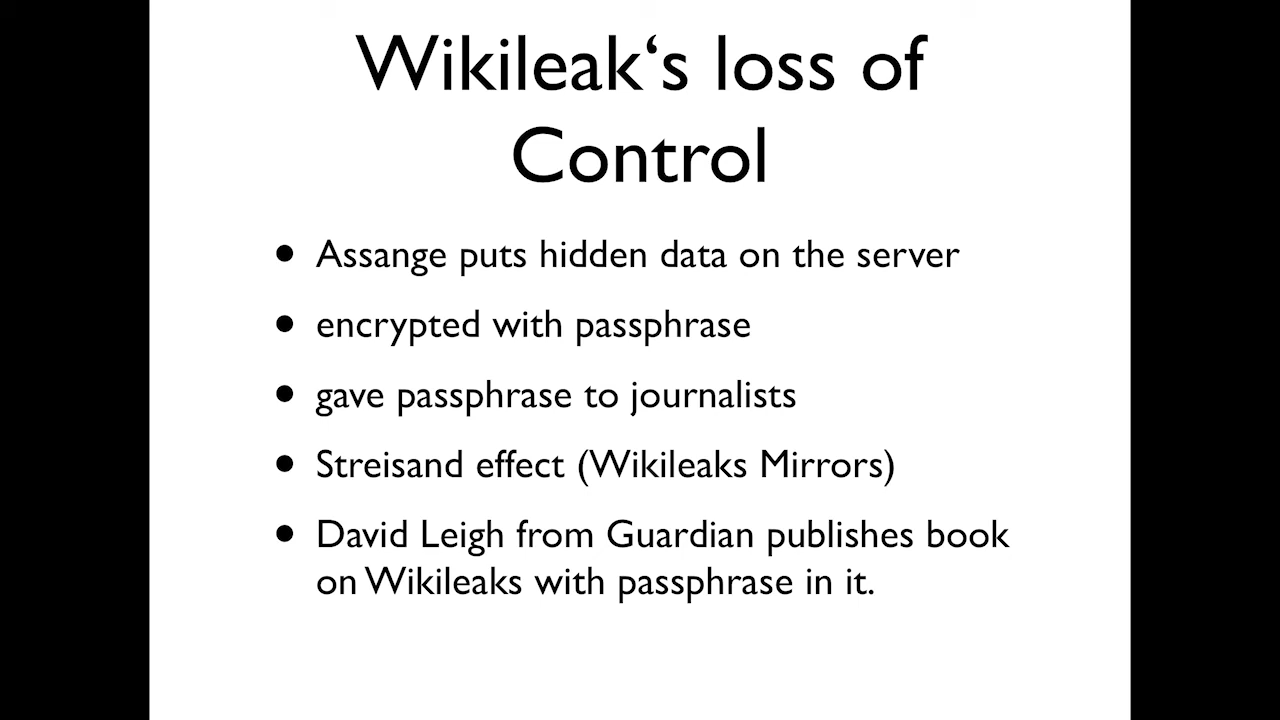 Wikileak‘s loss of
Control
• Assange puts hidden data on the server
• encrypted with passphrase
• gave passphrase to journalists
• Streisand effect (Wikileaks Mirrors)
• David Leigh from Guardian publishes book
on Wikileaks with passphrase in it.